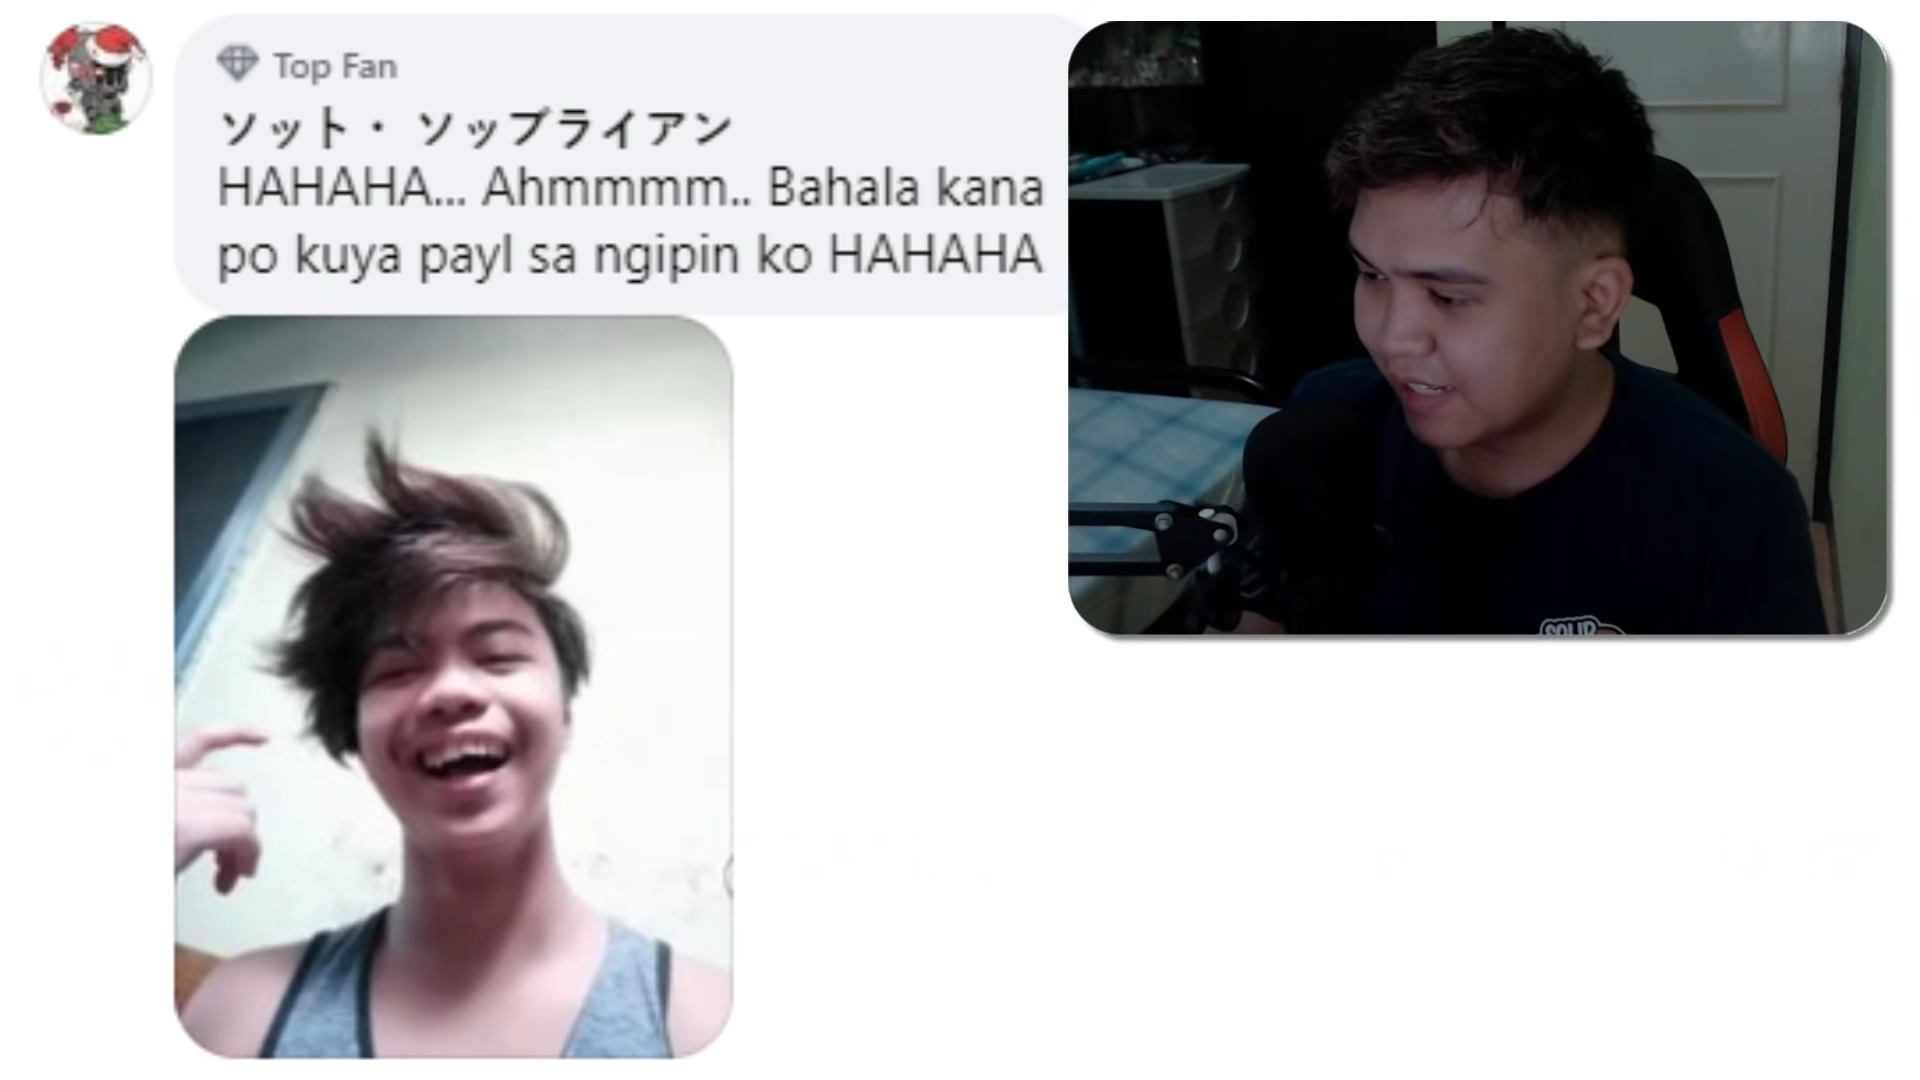 Top Fan
ソット・ ソップライアン
HAHAHA... Ahmmmm.. Bahala kana
po kuya payl sa ngipin ko HAHAHA